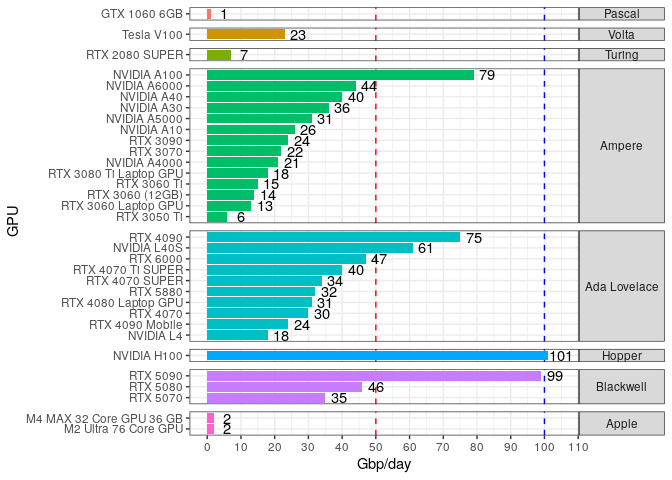 GTX 1060 6GB 1 Pascal
Tesla V100 23 Volta
RTX 2080 SUPER 7 Turing
NVIDIA A100 79
NVIDIA A6000 44
NVIDIA A40 40
NVIDIA A30 36
NVIDIA A5000 31
NVIDIA A10 26
RTX 3090 24
RTX 3070 22
NVIDIA A4000 21
RTX 3080 Ti Laptop GPU 18
RTX 3060 Ti 15
RTX 3060 (12GB) 14
RTX 3060 Laptop GPU 13
RTX 3050 Ti 6
Ampere
RTX 4090 75
NVIDIA L40S 61
RTX 6000 47
RTX 4070 Ti SUPER 40
RTX 4070 SUPER 34
RTX 5880 32
RTX 4080 Laptop GPU 31
RTX 4070 30
RTX 4090 Mobile 24
NVIDIA L4 18
Ada Lovelace
NVIDIA H100 101 Hopper
RTX 5090 99
RTX 5080 46
RTX 5070 35
Blackwell
M4 MAX 32 Core GPU 36 GB 2
M2 Ultra 76 Core GPU 2
Apple
0 10 20 30 40 50 60 70 80 90 100 110
Gbp/day
GPU